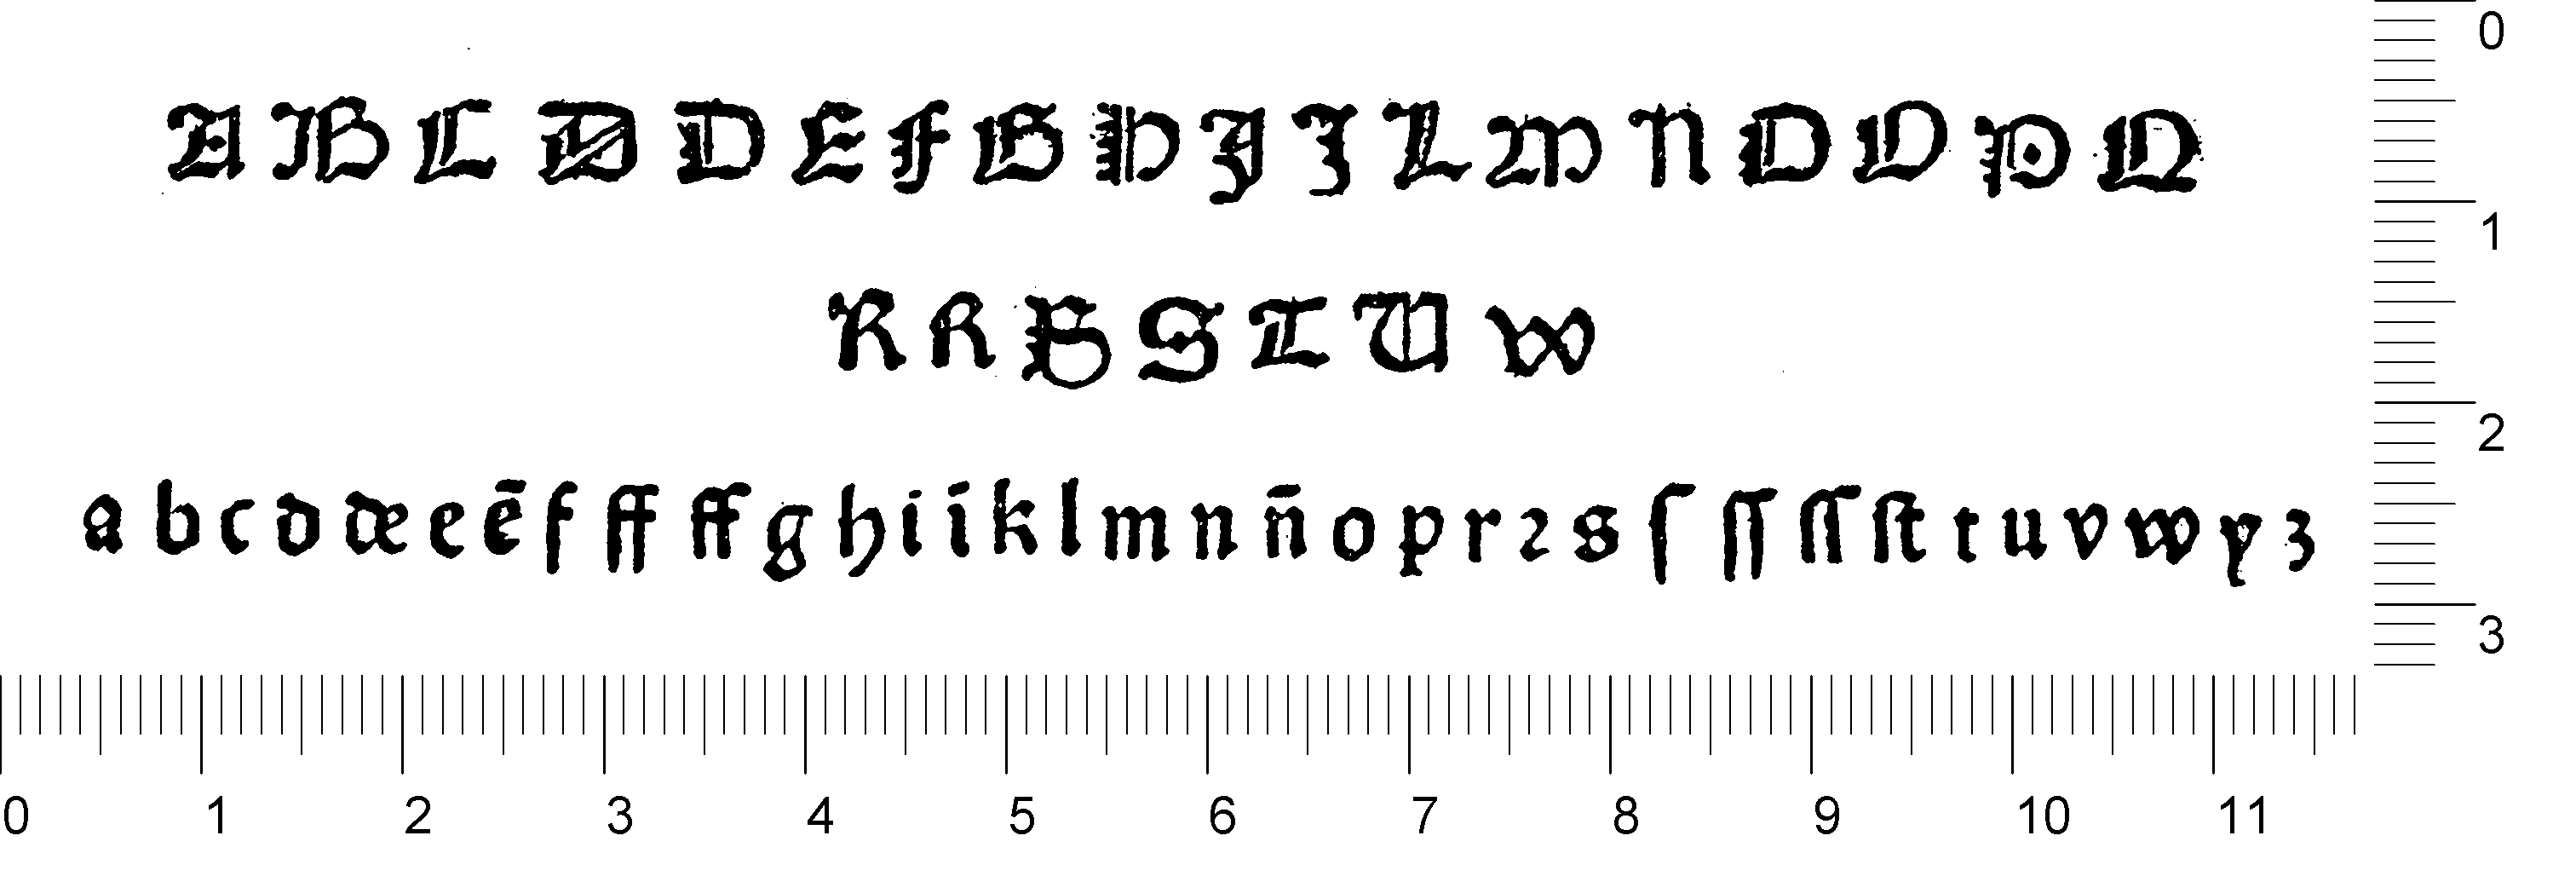 A B C D D E F G H I J L M N O O P Q
R R S S T U W
a b c d de e ē f ff ff g h i ī k l m n n̄ o p r ꝛ s ſ ſſ ſſ ſt t u v w y z
0 1 2 3
0 1 2 3 4 5 6 7 8 9 10 11